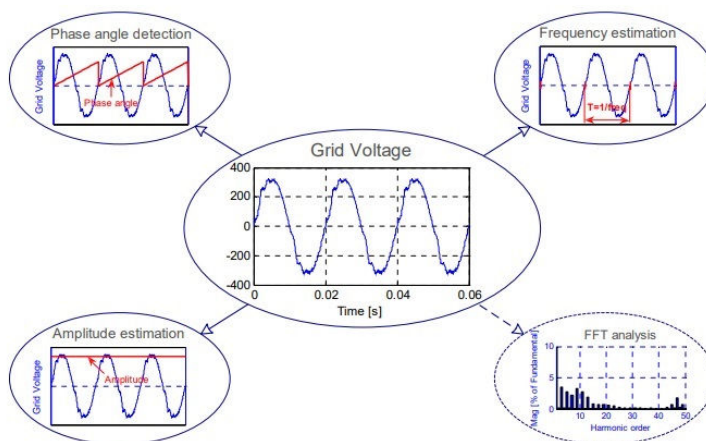 Phase angle detection
Grid Voltage
Phase angle
Frequency estimation
Grid Voltage
T=1/freq
Grid Voltage
400
200
0
-200
-400
0
0.02
0.04
0.06
Time [s]
Amplitude estimation
Grid Voltage
Amplitude
FFT analysis
Mag [% of Fundamental]
10
5
0
10
20
30
40
50
Harmonic order